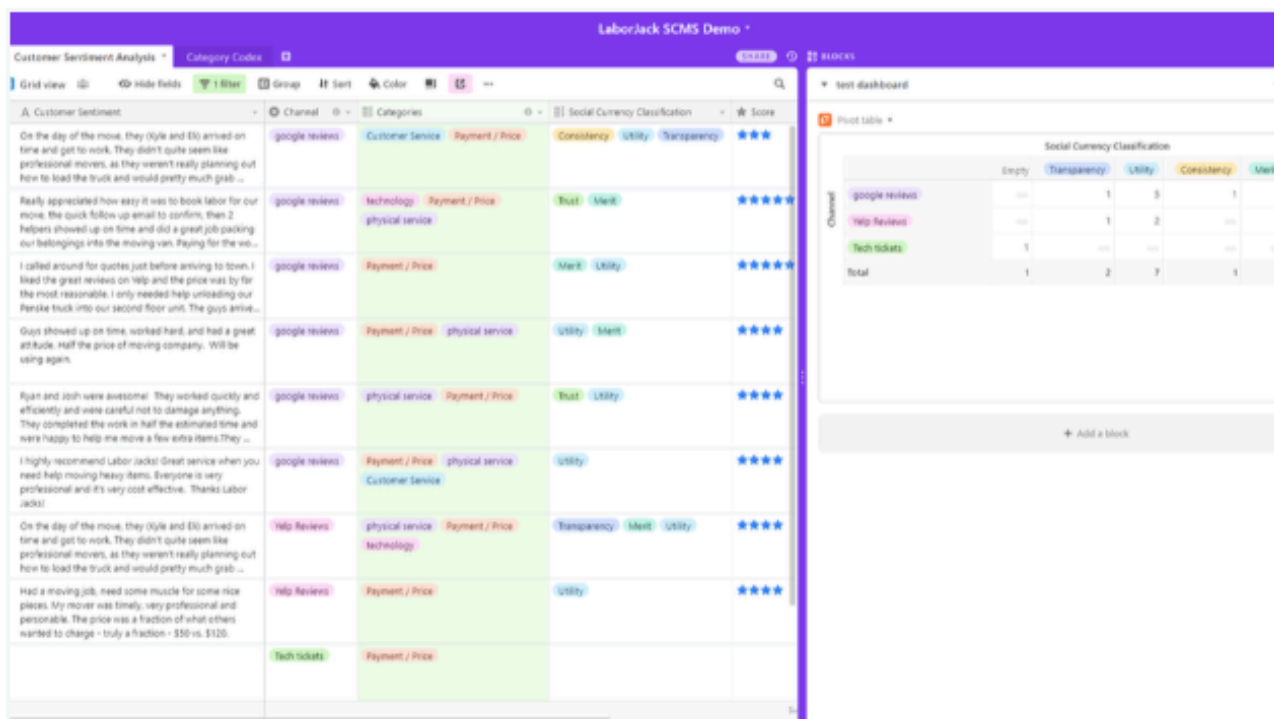 LaborJack SCMS Demo
Customer Sentiment Analysis
Category Codex
SHARE
BLOCKS
Grid view
Hide fields
1 filter
Group
Sort
Color
test dashboard
Customer Sentiment
Channel
Categories
Social Currency Classification
Score
On the day of the move, they (Kyle and Eli) arrived on
time and got to work. They didn't quite seem like
professional movers, as they weren't really planning out
how to load the truck and would pretty much grab ...
google reviews
Customer Service Payment / Price
Consistency Utility Transparency
Really appreciated how easy it was to book labor for our
move, the quick follow up email to confirm, then 2
helpers showed up on time and did a great job packing
our belongings into the moving van. Paying for the wo...
google reviews
technology Payment / Price
physical service
Trust Merit
I called around for quotes just before arriving to town. I
liked the great reviews on Yelp and the price was by far
the most reasonable. I only needed help unloading our
Penske truck into our second floor unit. The guys arrive...
google reviews
Payment / Price
Merit Utility
Guys showed up on time, worked hard, and had a great
attitude. Half the price of moving company. Will be
using again.
google reviews
Payment / Price physical service
Utility Merit
Ryan and Josh were awesome! They worked quickly and
efficiently and were careful not to damage anything.
They completed the work in half the estimated time and
were happy to help me move a few extra items.They ...
google reviews
physical service Payment / Price
Trust Utility
I highly recommend Labor Jacks! Great service when you
need help moving heavy items. Everyone is very
professional and it's very cost effective. Thanks Labor
Jacks!
google reviews
Payment / Price physical service
Customer Service
Utility
On the day of the move, they (Kyle and Eli) arrived on
time and got to work. They didn't quite seem like
professional movers, as they weren't really planning out
how to load the truck and would pretty much grab ...
Yelp Reviews
physical service Payment / Price
technology
Transparency Merit Utility
Had a moving job, need some muscle for some nice
pieces. My mover was timely, very professional and
personable. The price was a fraction of what others
wanted to charge - truly a fraction - $50 vs. $120.
Yelp Reviews
Payment / Price
Utility
Tech tickets
Payment / Price
Pivot table
Social Currency Classification
Empty Transparency Utility Consistency Merit
Channel
google reviews 1 5 1
Yelp Reviews 1 2
Tech tickets 1
Total 1 2 7 1
+ Add a block